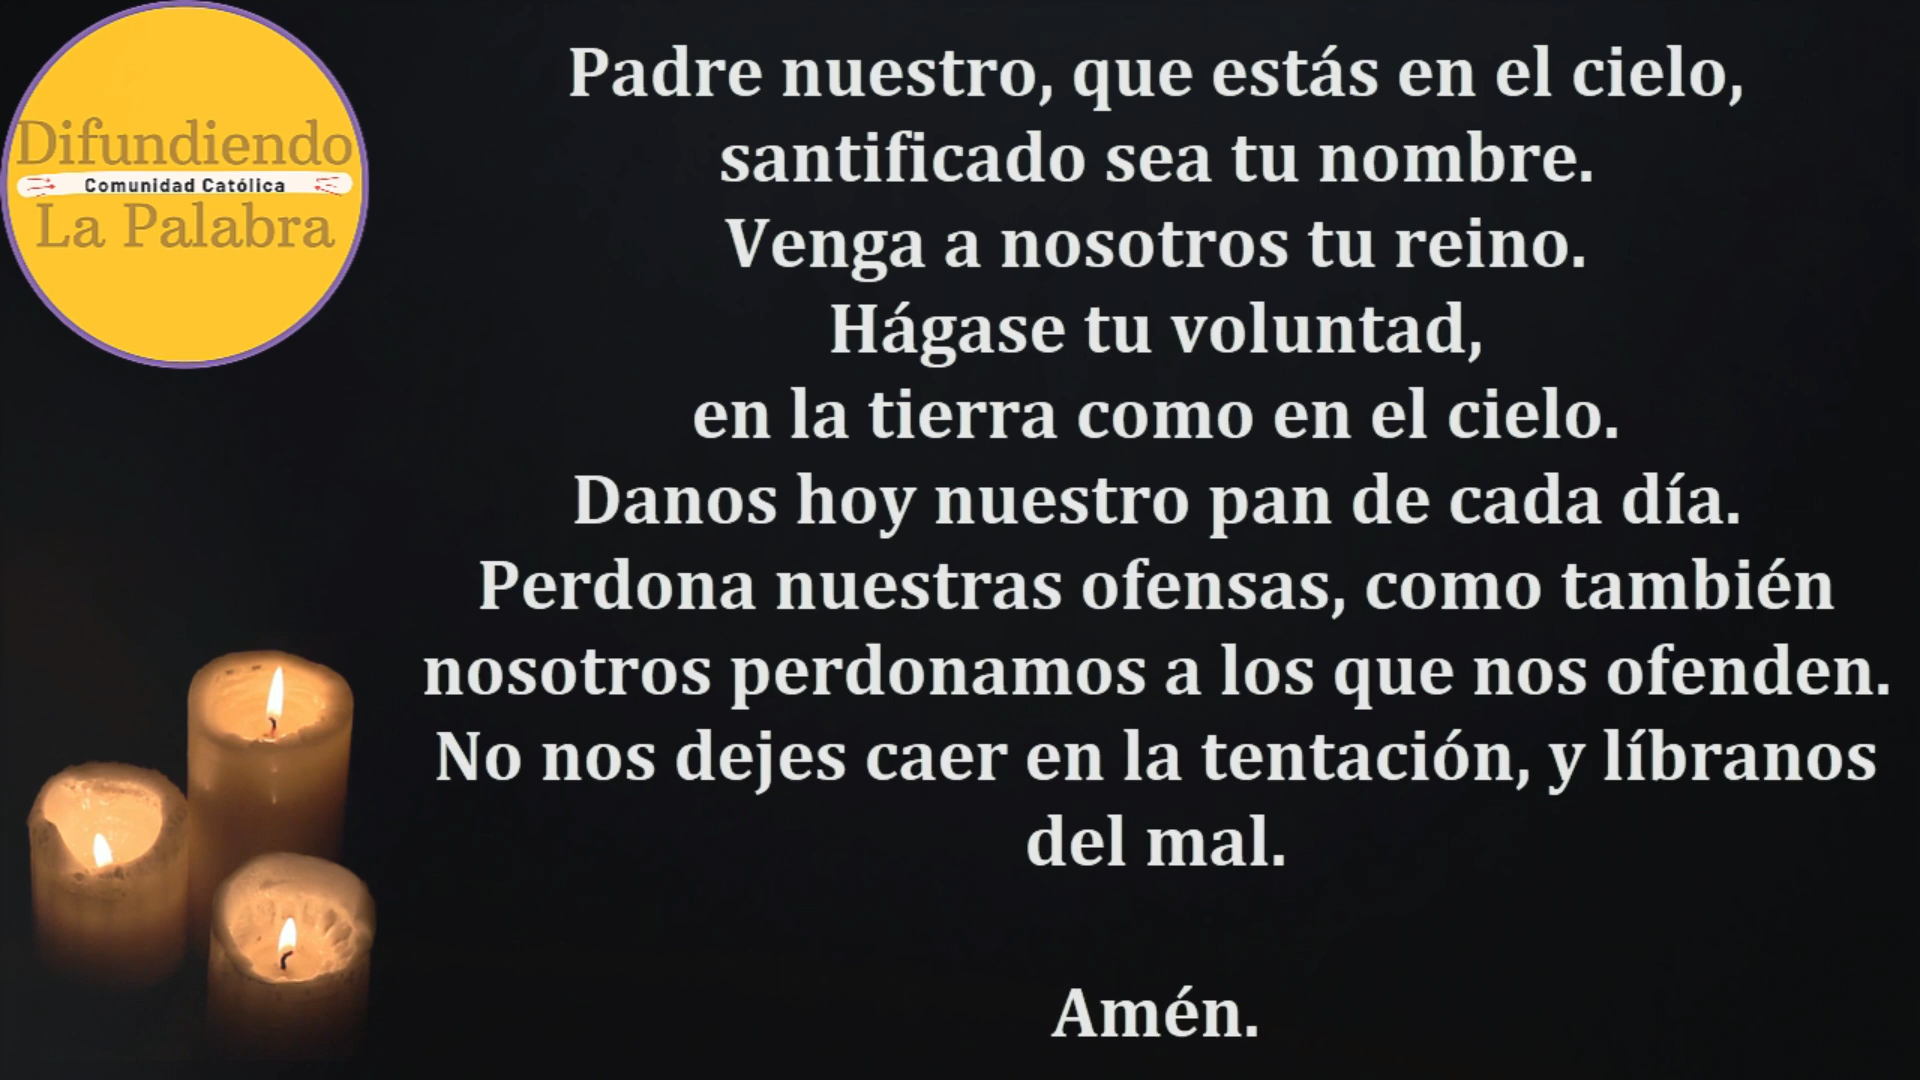 Difundiendo
Comunidad Católica
La Palabra
Padre nuestro, que estás en el cielo,
santificado sea tu nombre.
Venga a nosotros tu reino.
Hágase tu voluntad,
en la tierra como en el cielo.
Danos hoy nuestro pan de cada día.
Perdona nuestras ofensas, como también
nosotros perdonamos a los que nos ofenden.
No nos dejes caer en la tentación, y líbranos
del mal.
Amén.